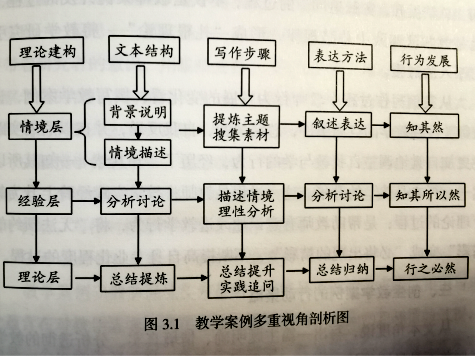 理论建构 文本结构 写作步骤 表达方法 行为发展
情境层 背景说明 提炼主题 叙述表达 知其然
搜集素材
情境描述
经验层 分析讨论 描述情境 分析讨论 知其所以然
理性分析
理论层 总结提炼 总结提升 总结归纳 行之必然
实践追问
图 3.1 教学案例多重视角剖析图